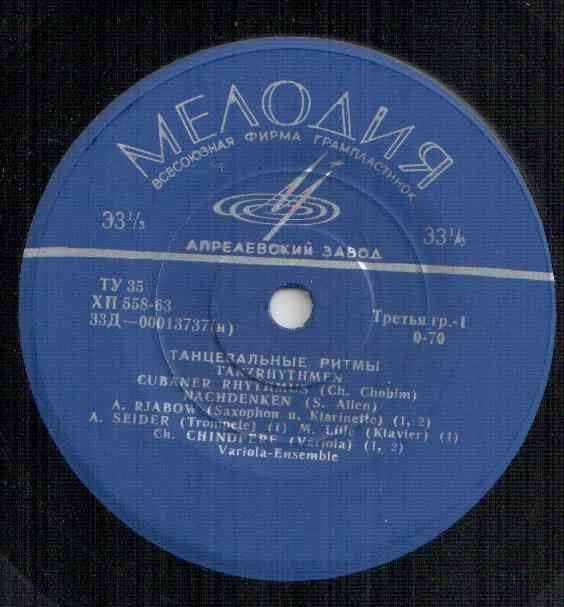 МЕЛОДИЯ
ВСЕСОЮЗНАЯ ФИРМА ГРАМПЛАСТИНОК
33⅓
33⅓
АПРЕЛЕВСКИЙ ЗАВОД
ТУ 35
ХП 558-63
33Д—00013737(н)
Третья гр.-1
0-70
ТАНЦЕВАЛЬНЫЕ РИТМЫ
TANZRHYTHMEN
CUBANER RHYTHMUS (Ch. Chobim)
NACHDENKEN (S. Allen)
A. RJABOW (Saxophon u. Klarinette) (1, 2)
A. SEIDER (Trompete) (1) M. Lille (Klavier) (1)
Ch. (Variola) (1, 2)
Variola-Ensemble